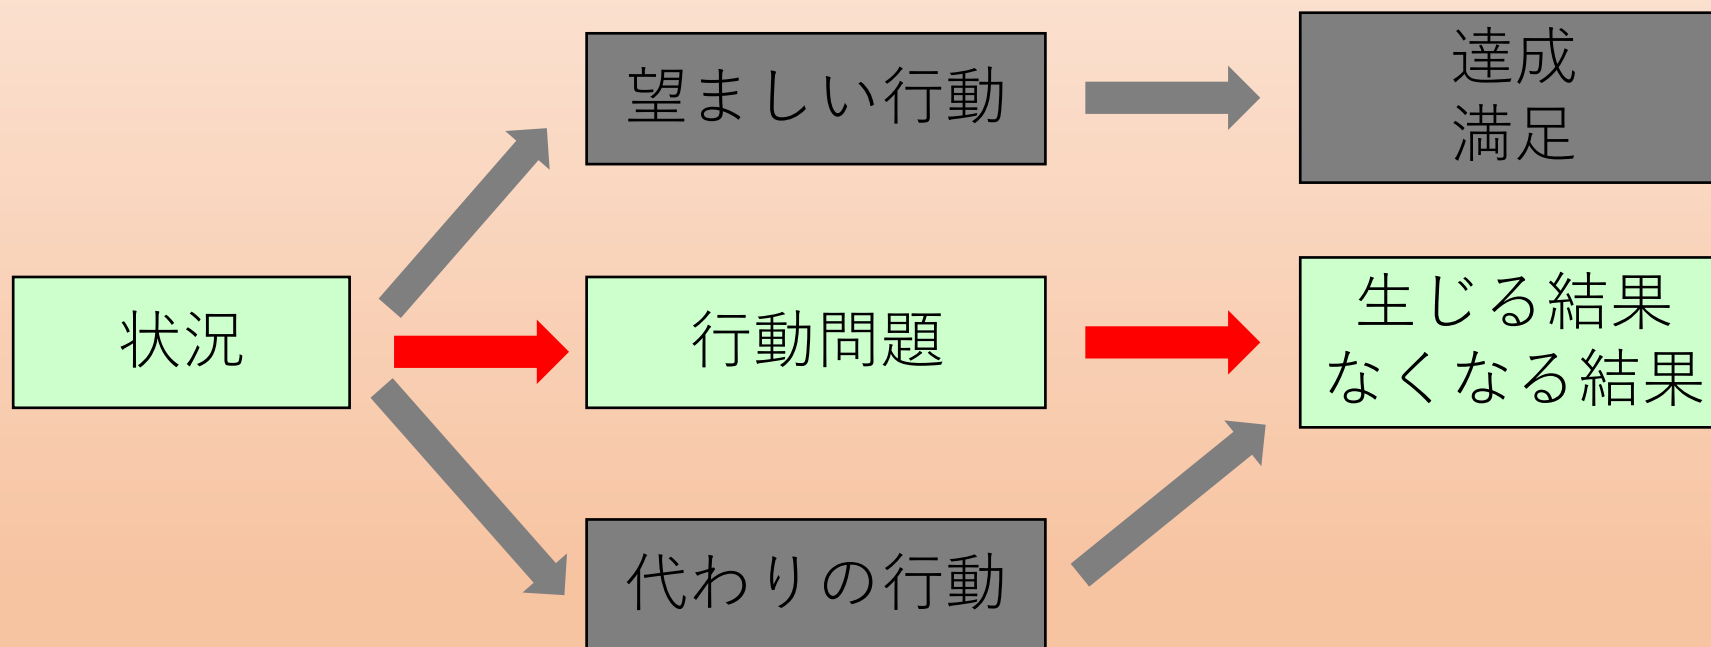 望ましい行動
達成
満足
状況
行動問題
生じる結果
なくなる結果
代わりの行動